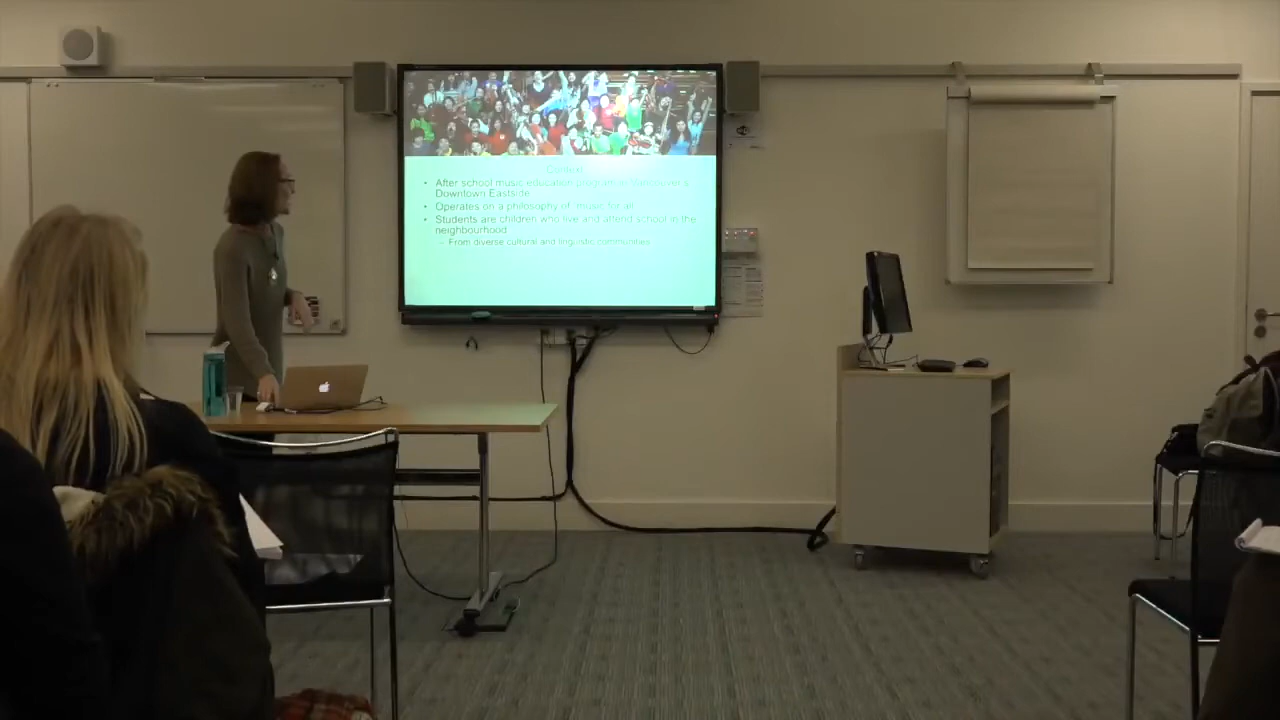 Context
After school music education program in Vancouver's
Downtown Eastside
Operates on a philosophy of music for all
Students are children who live and attend school in the
neighbourhood
From diverse cultural and linguistic communities